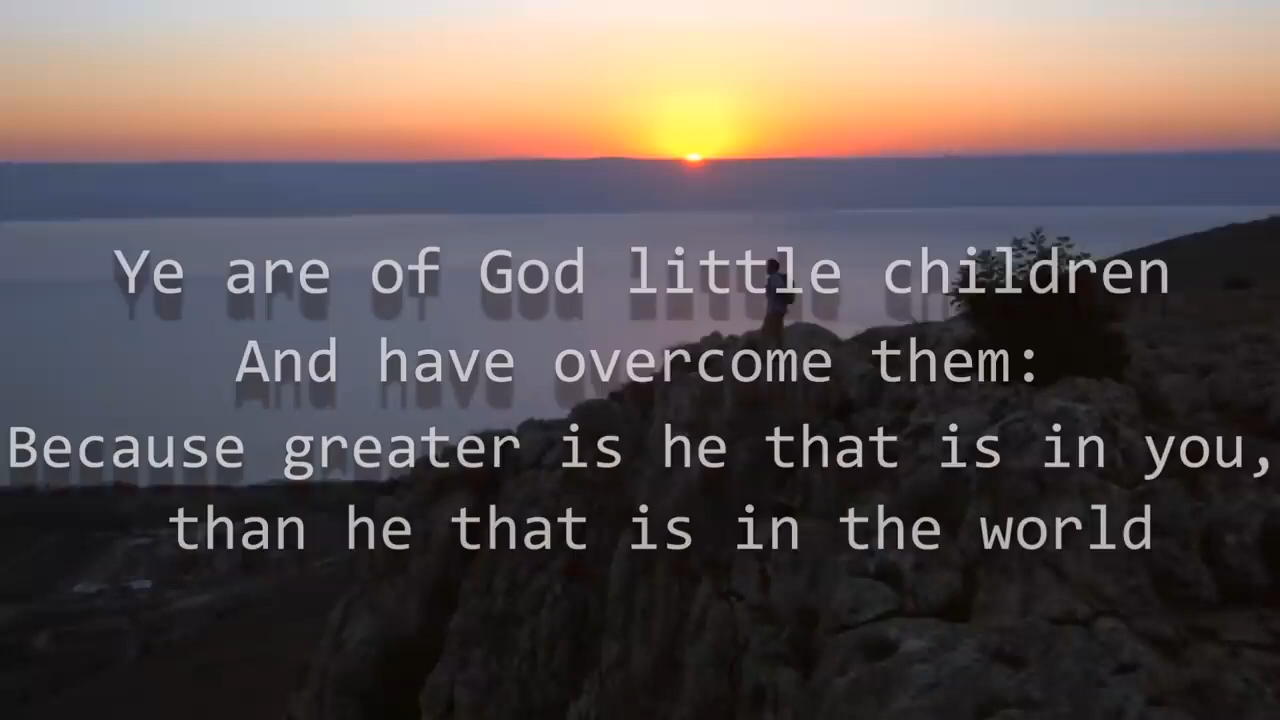 Ye are of God little children
And have overcome them:
Because greater is he that is in you,
than he that is in the world